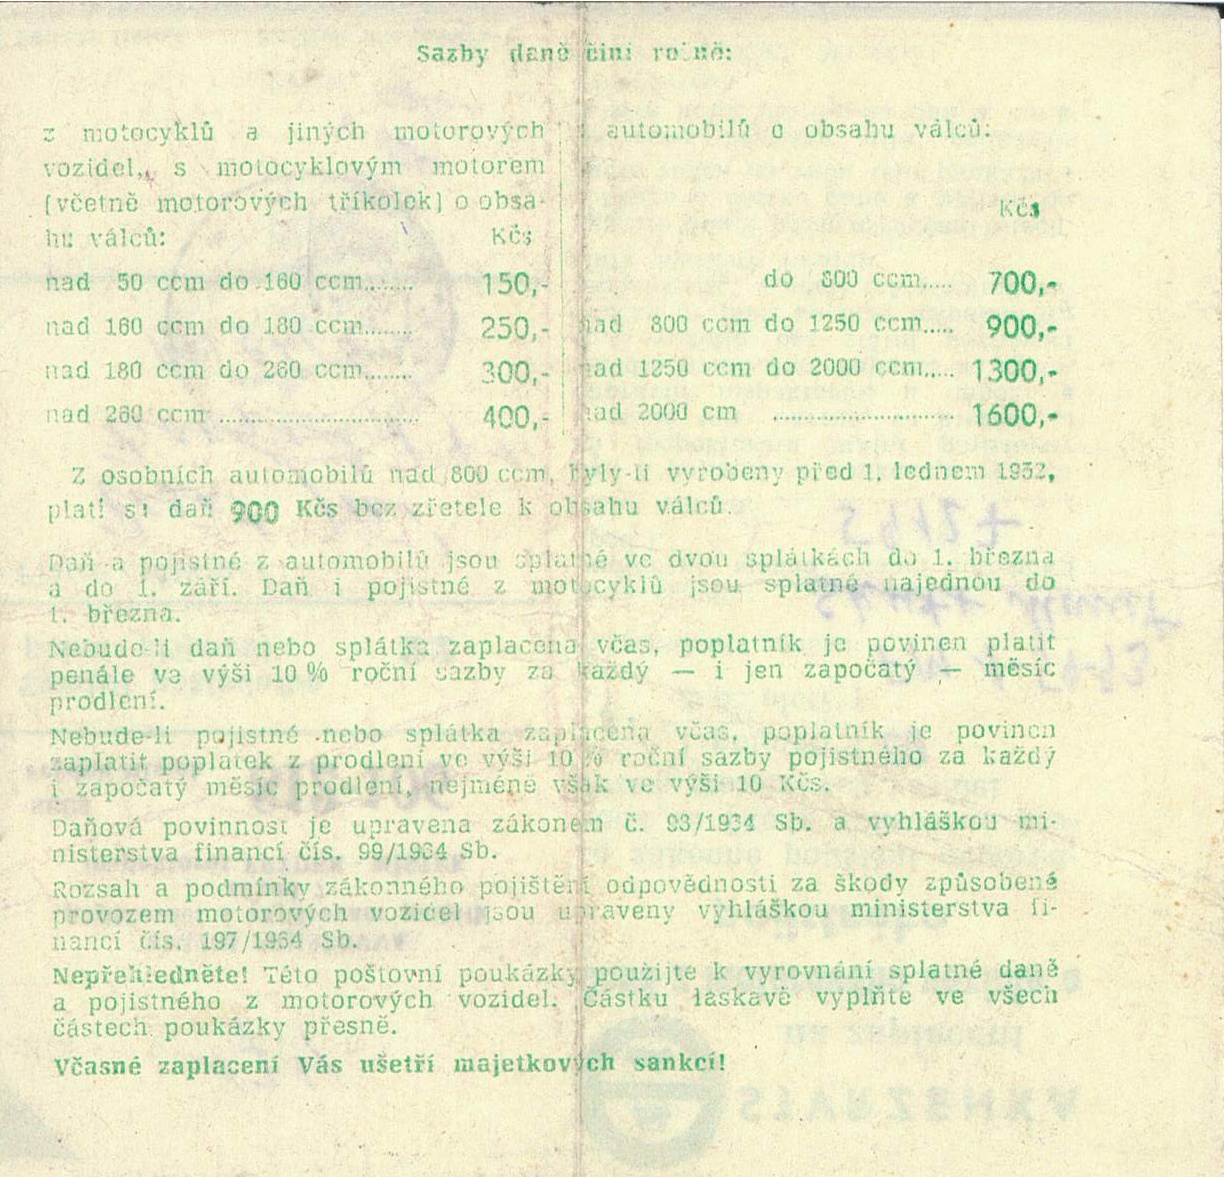 Sazby daně činí ročně:
z motocyklů a jiných motorových
vozidel, s motocyklovým motorem
(včetně motorových tříkolek) o obsa-
hu válců:
Kčs
nad 50 ccm do 160 ccm....... 150,-
nad 160 ccm do 180 ccm........ 250,-
nad 180 ccm do 260 ccm........ 300,-
nad 260 ccm ................................. 400,-
z automobilů o obsahu válců:
Kčs
do 800 ccm..... 700,-
nad 800 ccm do 1250 ccm..... 900,-
nad 1250 ccm do 2000 ccm..... 1300,-
nad 2000 cm .............................. 1600,-
Z osobních automobilů nad 800 ccm, byly-li vyrobeny před 1. lednem 1952,
platí se daň 900 Kčs bez zřetele k obsahu válců.
Daň a pojistné z automobilů jsou splatné ve dvou splátkách do 1. března
a do 1. září. Daň i pojistné z motocyklů jsou splatné najednou do
1. března.
Nebude-li daň nebo splátka zaplacena včas, poplatník je povinen platit
penále ve výši 10 % roční sazby za každý — i jen započatý — měsíc
prodlení.
Nebude-li pojistné nebo splátka zaplacena včas, poplatník je povinen
zaplatit poplatek z prodlení ve výši 10 % roční sazby pojistného za každý
i započatý měsíc prodlení, nejméně však ve výši 10 Kčs.
Daňová povinnost je upravena zákonem č. 93/1964 Sb. a vyhláškou mi-
nisterstva financí čís. 99/1964 Sb.
Rozsah a podmínky zákonného pojištění odpovědnosti za škody způsobené
provozem motorových vozidel jsou upraveny vyhláškou ministerstva fi-
nancí čís. 197/1964 Sb.
Nepřehlédněte! Této poštovní poukázky použijte k vyrovnání splatné daně
a pojistného z motorových vozidel. Částku laskavě vyplňte ve všech
částech poukázky přesně.
Včasné zaplacení Vás ušetří majetkových sankcí!